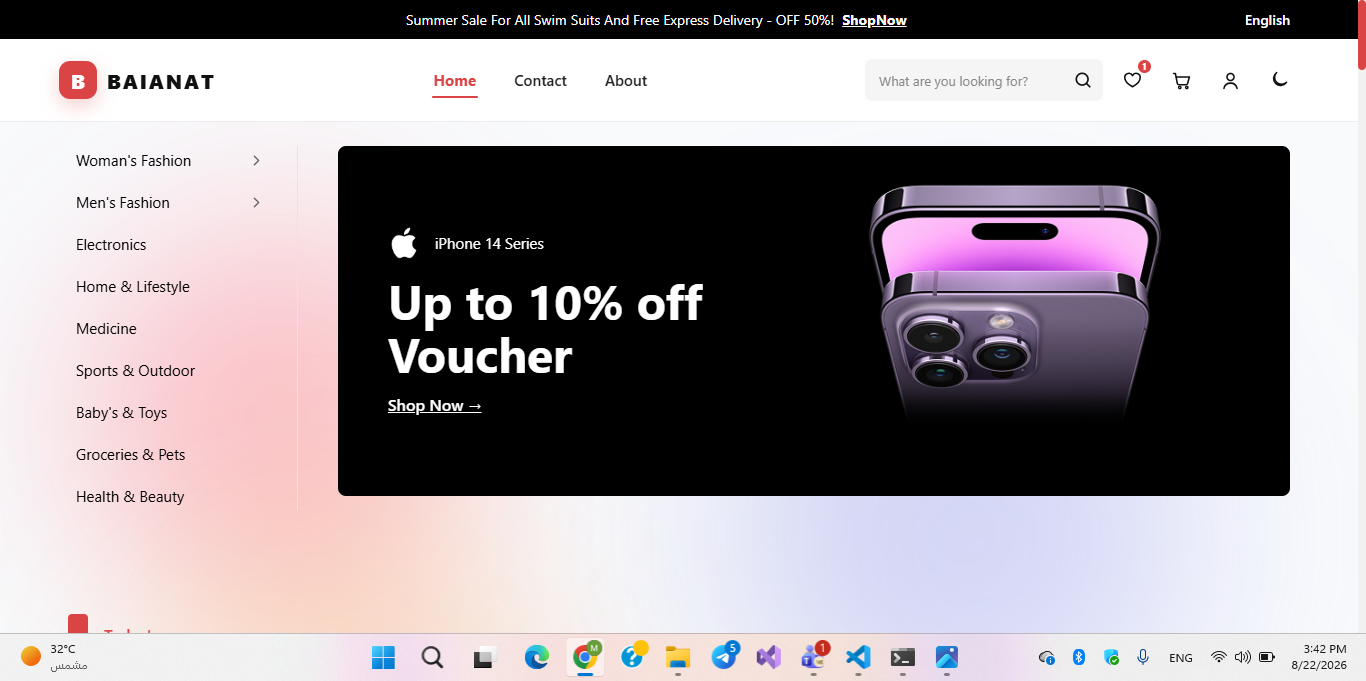 Summer Sale For All Swim Suits And Free Express Delivery - OFF 50%! ShopNow
English
B BAIANAT
Home
Contact
About
What are you looking for?
1
Woman's Fashion
Men's Fashion
Electronics
Home & Lifestyle
Medicine
Sports & Outdoor
Baby's & Toys
Groceries & Pets
Health & Beauty
iPhone 14 Series
Up to 10% off
Voucher
Shop Now →
32°C
مشمس
M
5
1
ENG
3:42 PM
8/22/2026